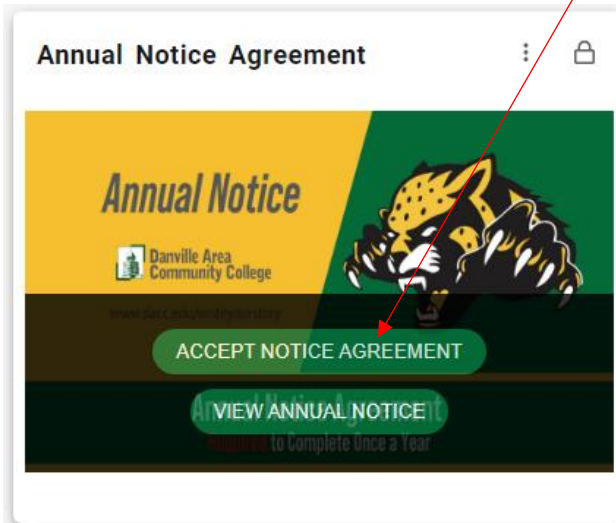 Annual Notice Agreement
Annual Notice
Danville Area
Community College
ACCEPT NOTICE AGREEMENT
Annual Notice Agreement
VIEW ANNUAL NOTICE
Required to Complete Once a Year